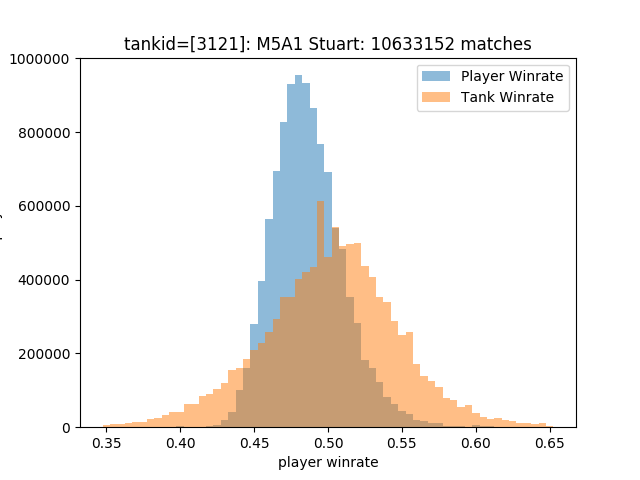 tankid=[3121]: M5A1 Stuart: 10633152 matches
Player Winrate
Tank Winrate
1000000
800000
600000
400000
200000
0
0.35 0.40 0.45 0.50 0.55 0.60 0.65
player winrate